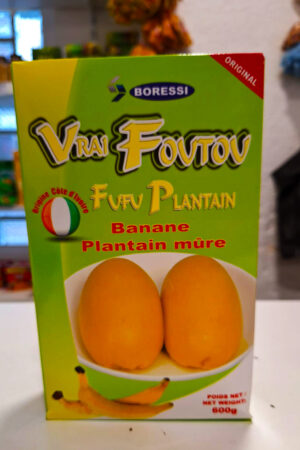 ORIGINAL
BORESSI
VRAI FOUTOU
FUFU PLANTAIN
Origine Côte d'Ivoire
Banane
Plantain mûre
POIDS NET :
NET WEIGHT:
600g